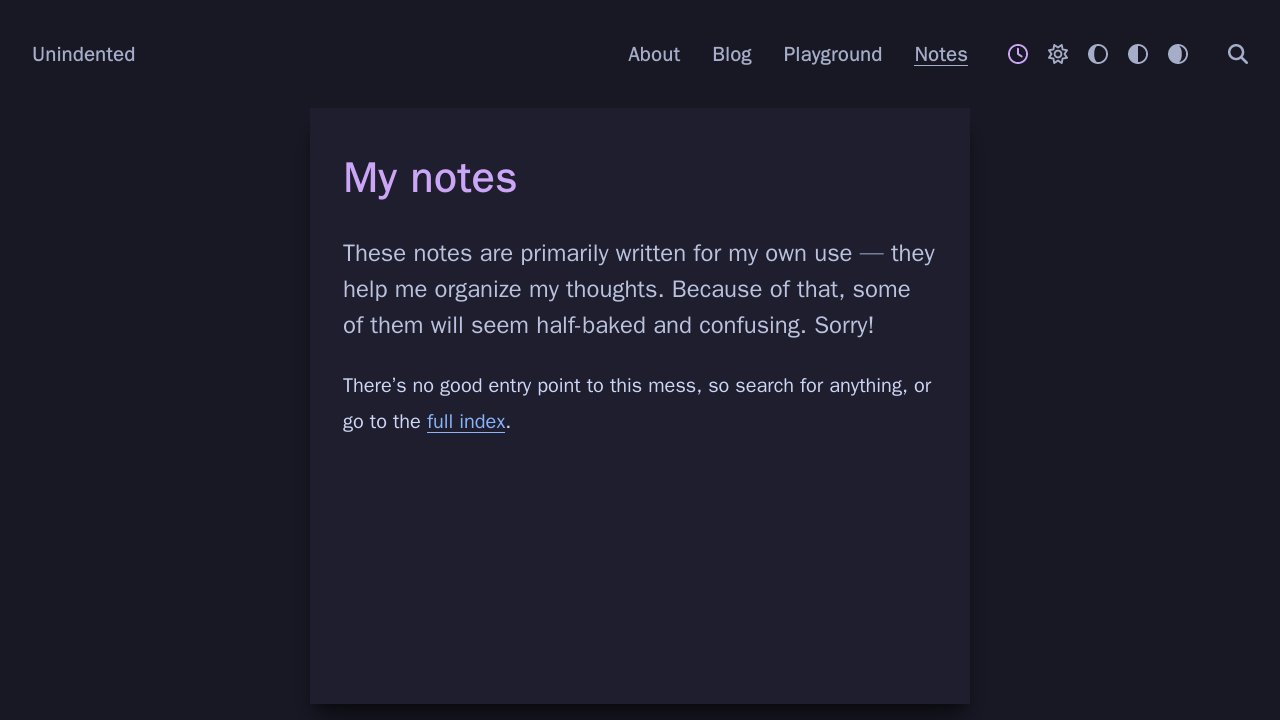 Unindented
About Blog Playground Notes
My notes
These notes are primarily written for my own use — they
help me organize my thoughts. Because of that, some
of them will seem half-baked and confusing. Sorry!
There’s no good entry point to this mess, so search for anything, or
go to the full index.